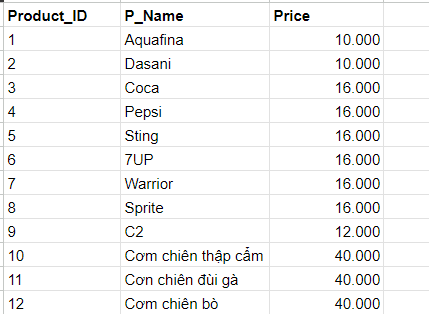 Product_ID P_Name Price
1 Aquafina 10.000
2 Dasani 10.000
3 Coca 16.000
4 Pepsi 16.000
5 Sting 16.000
6 7UP 16.000
7 Warrior 16.000
8 Sprite 16.000
9 C2 12.000
10 Cơm chiên thập cẩm 40.000
11 Cơn chiên đùi gà 40.000
12 Cơm chiên bò 40.000